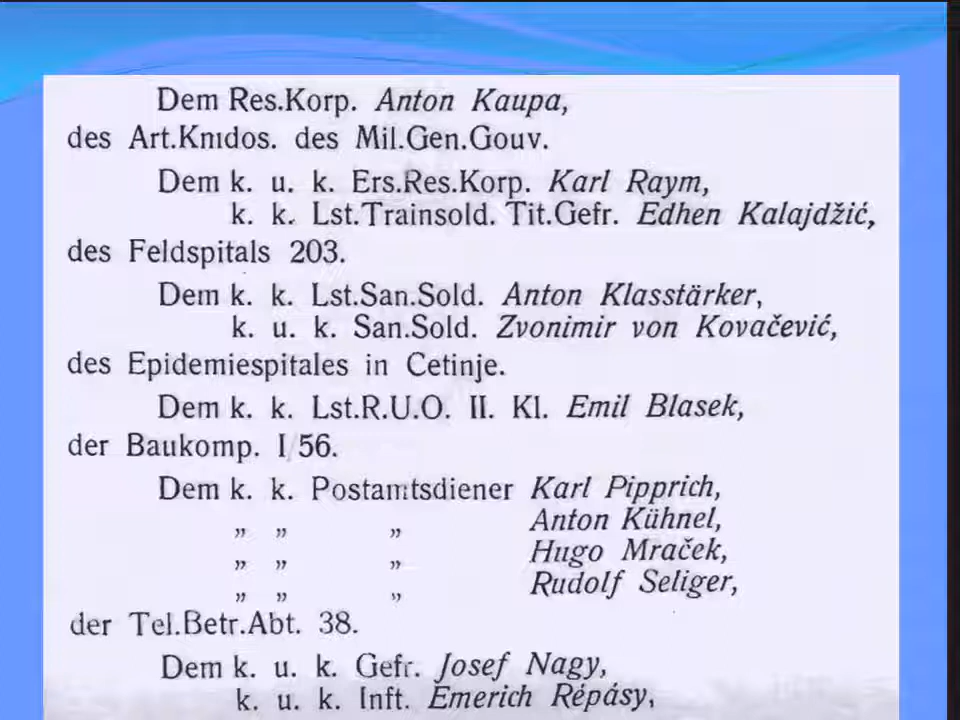 Dem Res.Korp. Anton Kaupa,
des Art.Kmdos. des Mil.Gen.Gouv.
Dem k. u. k. Ers.Res.Korp. Karl Raym,
k. k. Lst.Trainsold. Tit.Gefr. Edhen Kalajdžić,
des Feldspitals 203.
Dem k. k. Lst.San.Sold. Anton Klasstärker,
k. u. k. San.Sold. Zvonimir von Kovačević,
des Epidemiespitales in Cetinje.
Dem k. k. Lst.R.U.O. II. Kl. Emil Blasek,
der Baukomp. I/56.
Dem k. k. Postamtsdiener Karl Pipprich,
„ „ „ Anton Kühnel,
„ „ „ Hugo Mraček,
„ „ „ Rudolf Seliger,
der Tel.Betr.Abt. 38.
Dem k. u. k. Gefr. Josef Nagy,
k. u. k. Inft. Emerich Répásy,